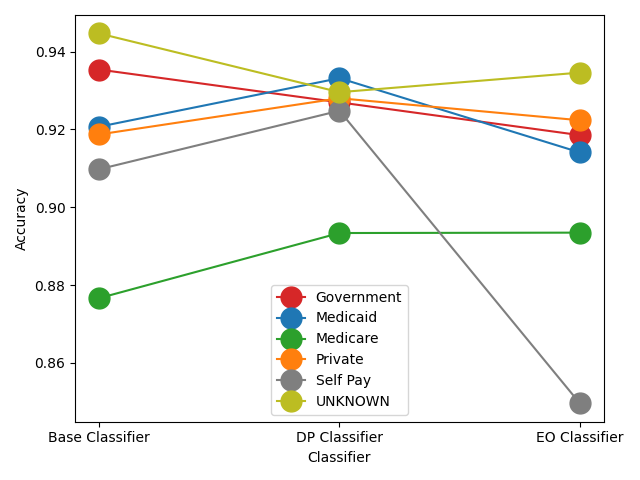 0.94
0.92
0.90
0.88
0.86
Accuracy
Government
Medicaid
Medicare
Private
Self Pay
UNKNOWN
Base Classifier
DP Classifier
EO Classifier
Classifier